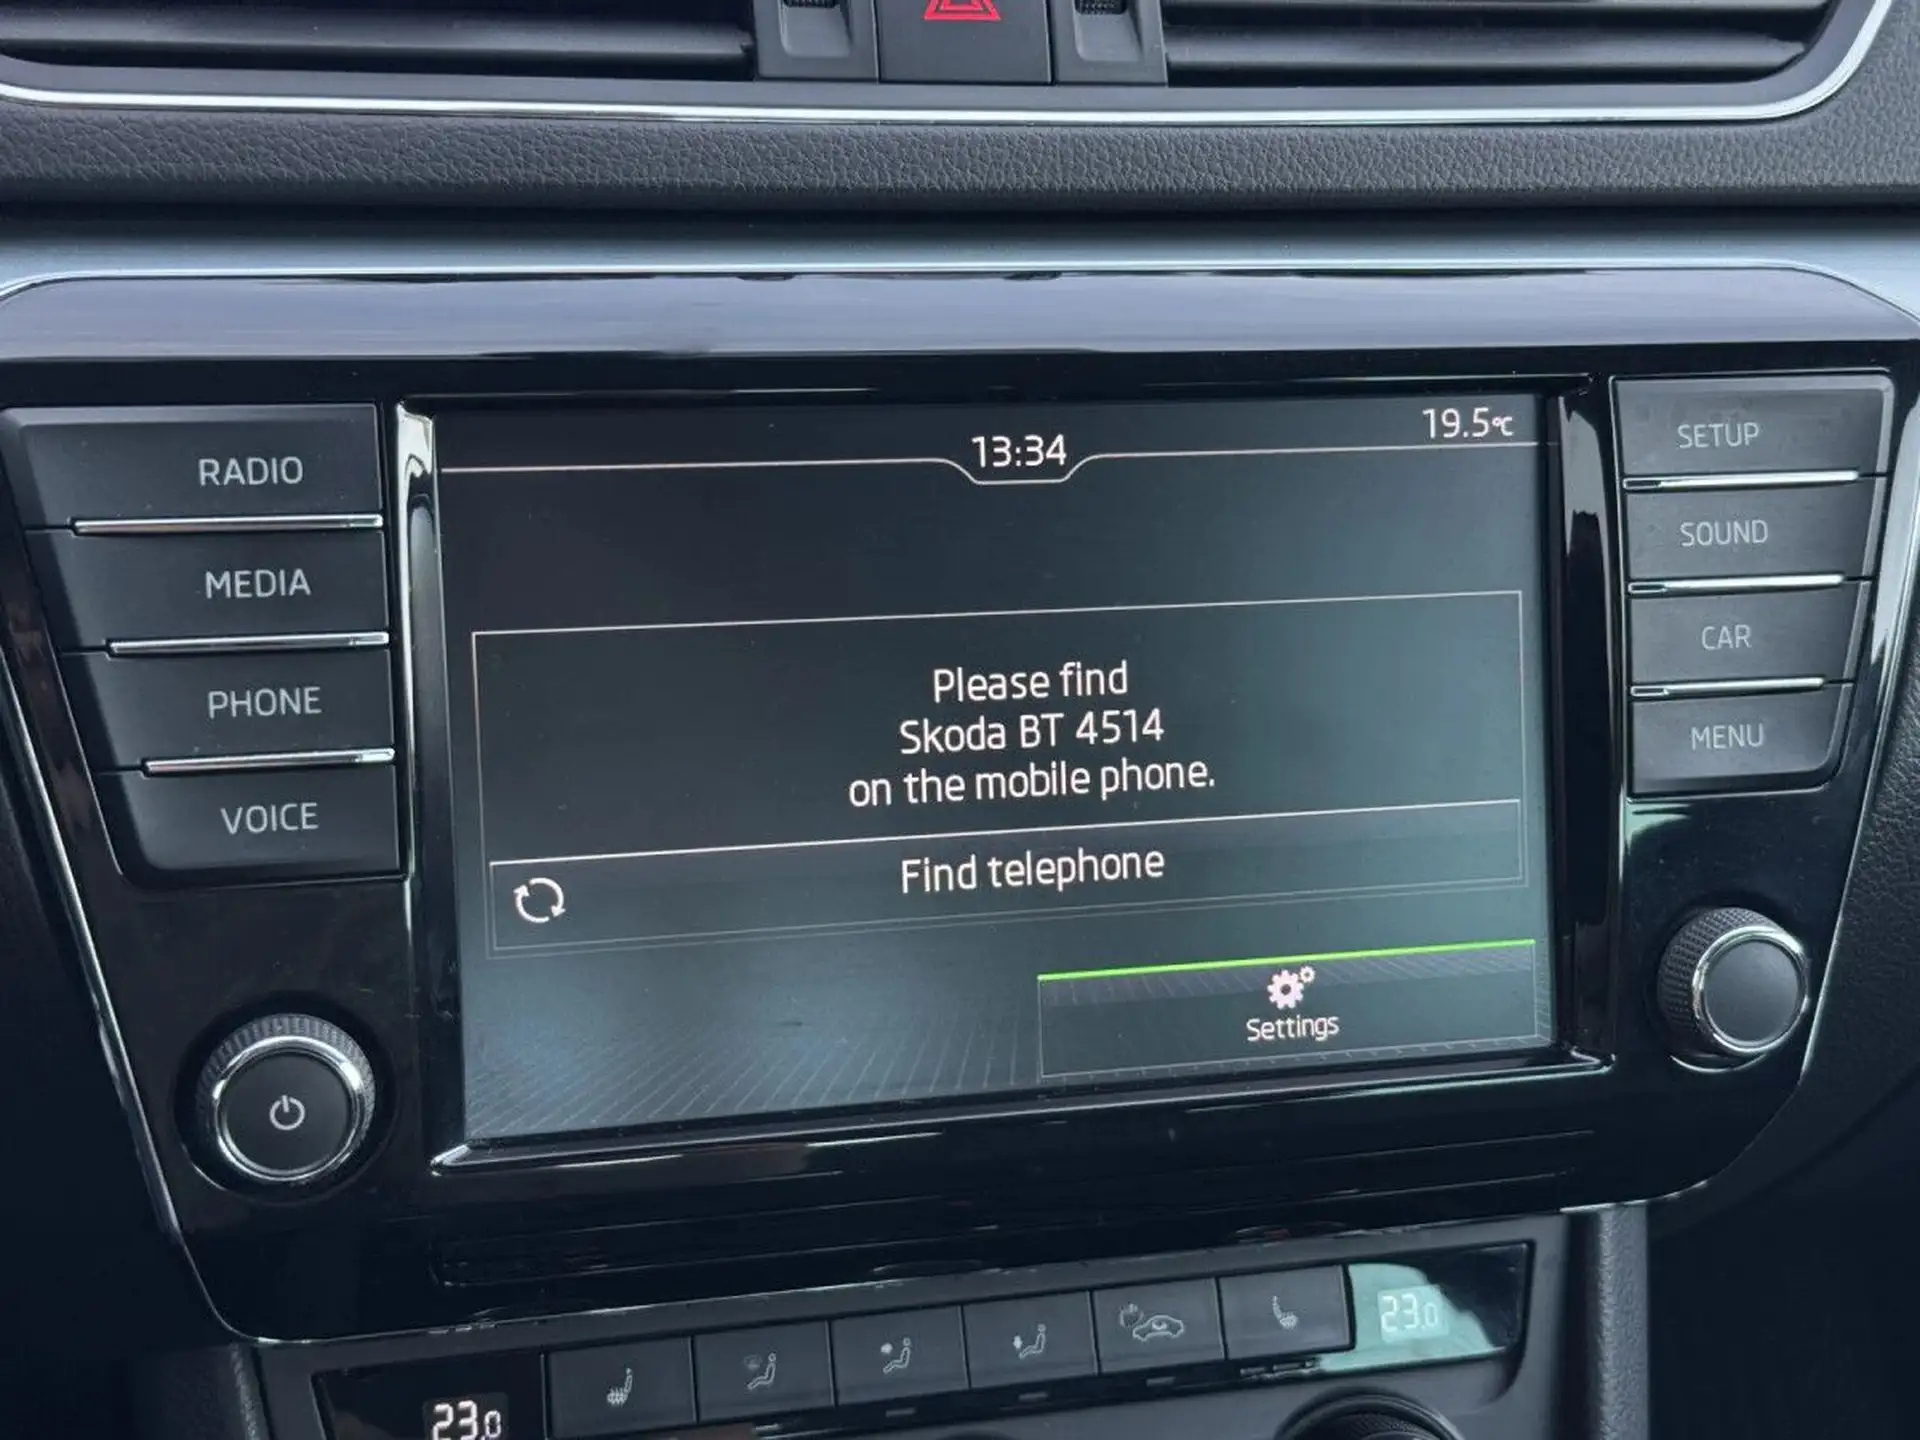 13:34
19.5°C
RADIO
MEDIA
PHONE
VOICE
Please find
Skoda BT 4514
on the mobile phone.
Find telephone
Settings
SETUP
SOUND
CAR
MENU
23.0
23.0